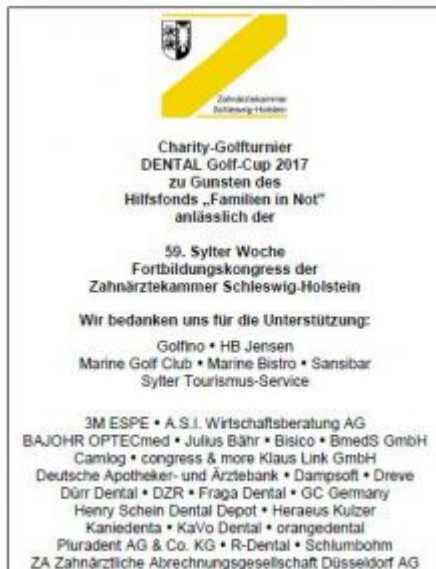 Zahnärztekammer
Schleswig-Holstein
Charity-Golfturnier
DENTAL Golf-Cup 2017
zu Gunsten des
Hilfsfonds „Familien in Not"
anlässlich der
59. Sylter Woche
Fortbildungskongress der
Zahnärztekammer Schleswig-Holstein
Wir bedanken uns für die Unterstützung:
Golfino • HB Jensen
Marine Golf Club • Marine Bistro • Sansibar
Sylter Tourismus-Service
3M ESPE • A.S.I. Wirtschaftsberatung AG
BAJOHR OPTECmed • Julius Bähr • Bisico • BmedS GmbH
Camlog • congress & more Klaus Link GmbH
Deutsche Apotheker- und Ärztebank • Dampsoft • Dreve
Dürr Dental • DZR • Fraga Dental • GC Germany
Henry Schein Dental Depot • Heraeus Kulzer
Kaniedenta • KaVo Dental • orangedental
Pluradent AG & Co. KG • R-Dental • Schlumbohm
ZA Zahnärztliche Abrechnungsgesellschaft Düsseldorf AG